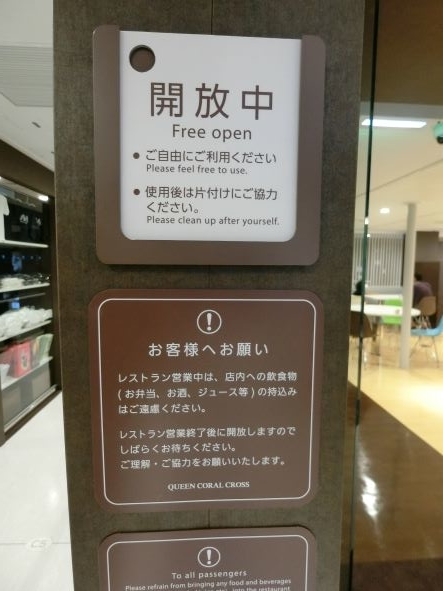 開放中
Free open
● ご自由にご利用ください
Please feel free to use.
● 使用後は片付けにご協力
ください。
Please clean up after yourself.
!
お客様へお願い
レストラン営業中は、店内への飲食物
(お弁当、お酒、ジュース等)の持込み
はご遠慮ください。
レストラン営業終了後に開放しますので
しばらくお待ちください。
ご理解・ご協力をお願いいたします。
QUEEN CORAL CROSS
!
To all passengers
Please refrain from bringing any food and beverages
into the restaurant